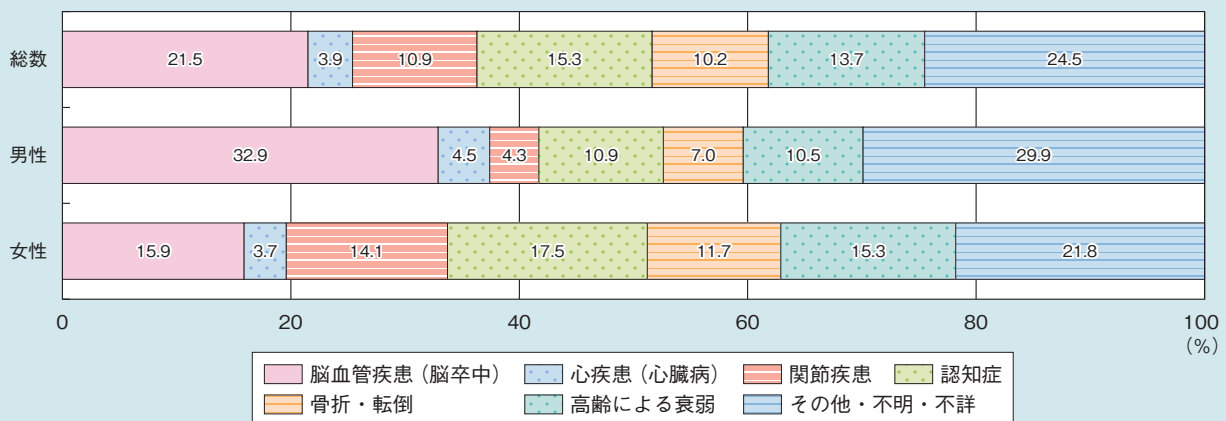 総数 21.5 3.9 10.9 15.3 10.2 13.7 24.5
男性 32.9 4.5 4.3 10.9 7.0 10.5 29.9
女性 15.9 3.7 14.1 17.5 11.7 15.3 21.8
0 20 40 60 80 100
(%)
脳血管疾患(脳卒中) 心疾患(心臓病) 関節疾患 認知症
骨折・転倒 高齢による衰弱 その他・不明・不詳